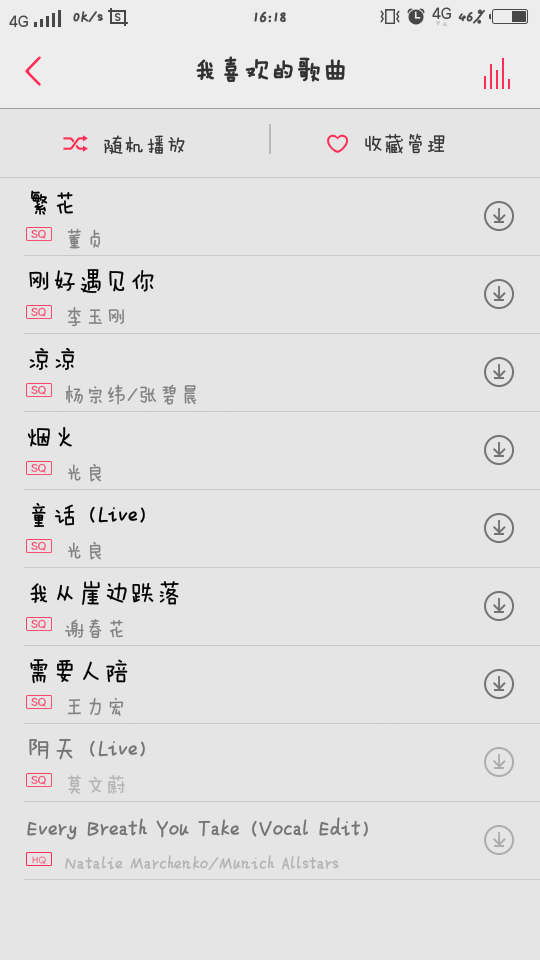 4G 0K/s S 16:18 4G 46%
我喜欢的歌曲
随机播放 收藏管理
繁花
SQ 董贞
刚好遇见你
SQ 李玉刚
凉凉
SQ 杨宗纬/张碧晨
烟火
SQ 光良
童话 (Live)
SQ 光良
我从崖边跌落
SQ 谢春花
需要人陪
SQ 王力宏
阴天 (Live)
SQ 莫文蔚
Every Breath You Take (Vocal Edit)
HQ Natalie Marchenko/Munich Allstars